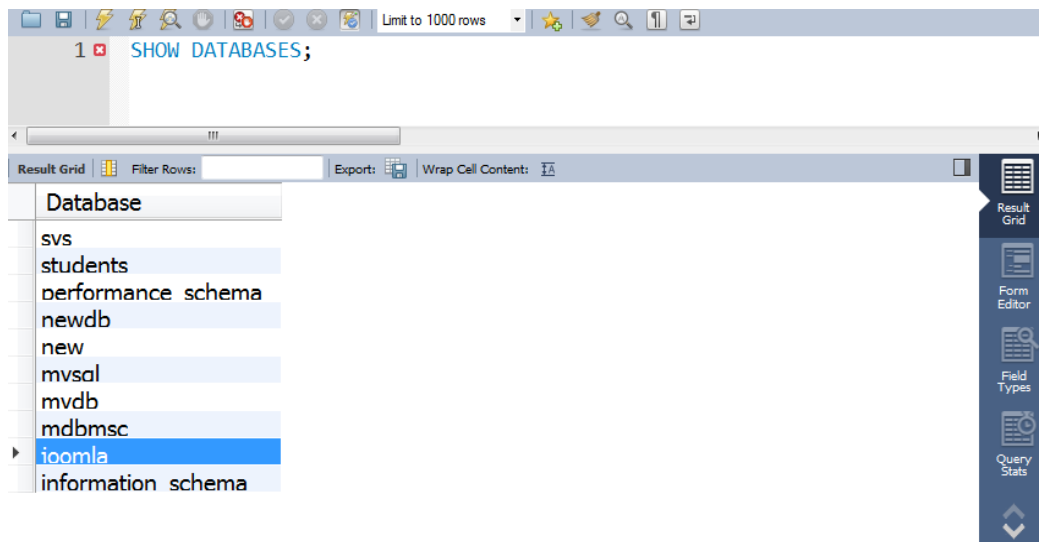 Limit to 1000 rows
1 SHOW DATABASES;
Result Grid Filter Rows: Export: Wrap Cell Content:
Database
sys
students
performance_schema
newdb
new
mysql
mydb
mdbmsc
joomla
information_schema
Result
Grid
Form
Editor
Field
Types
Query
Stats